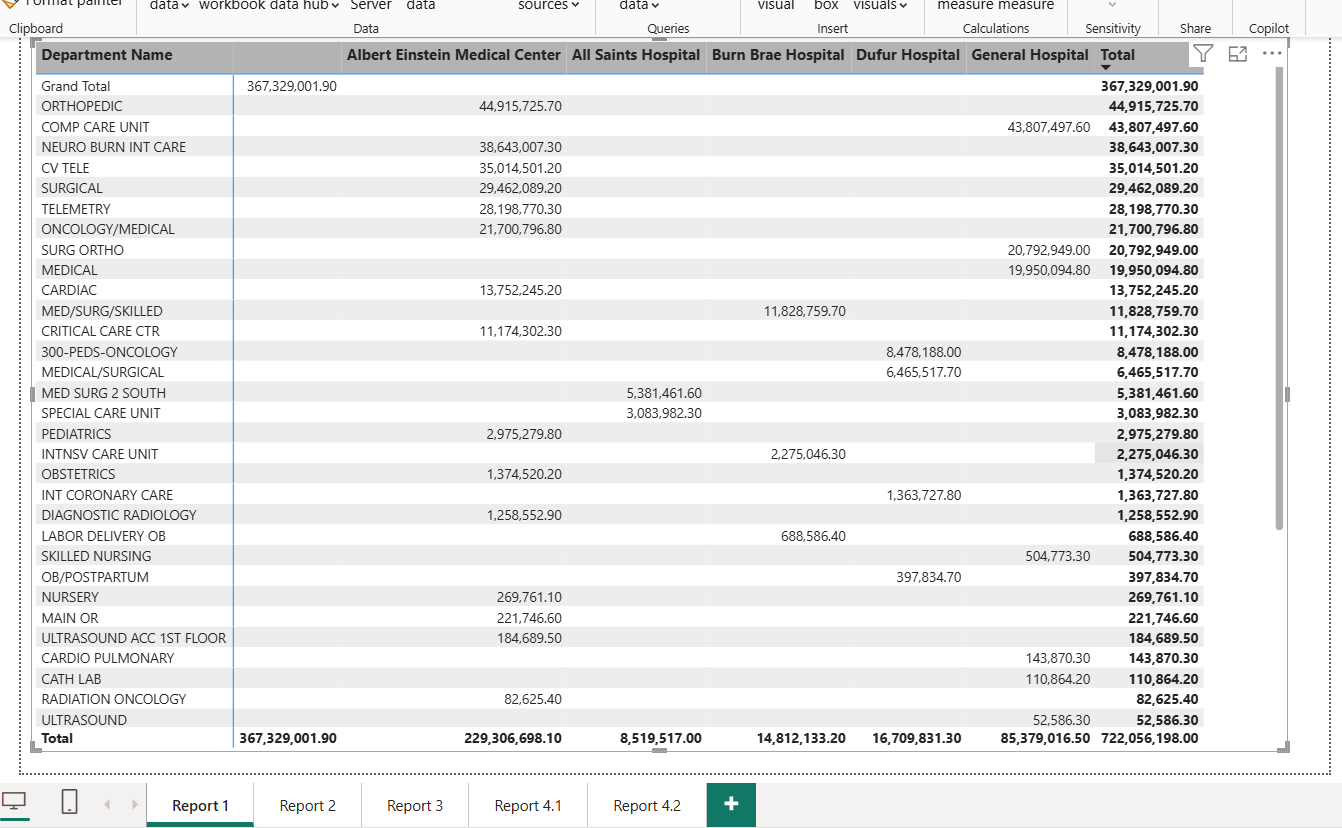 Format painter data workbook data hub Server data sources data visual box visuals measure measure
Clipboard Data Queries Insert Calculations Sensitivity Share Copilot
Department Name Albert Einstein Medical Center All Saints Hospital Burn Brae Hospital Dufur Hospital General Hospital Total
Grand Total 367,329,001.90 367,329,001.90
ORTHOPEDIC 44,915,725.70 44,915,725.70
COMP CARE UNIT 43,807,497.60 43,807,497.60
NEURO BURN INT CARE 38,643,007.30 38,643,007.30
CV TELE 35,014,501.20 35,014,501.20
SURGICAL 29,462,089.20 29,462,089.20
TELEMETRY 28,198,770.30 28,198,770.30
ONCOLOGY/MEDICAL 21,700,796.80 21,700,796.80
SURG ORTHO 20,792,949.00 20,792,949.00
MEDICAL 19,950,094.80 19,950,094.80
CARDIAC 13,752,245.20 13,752,245.20
MED/SURG/SKILLED 11,828,759.70 11,828,759.70
CRITICAL CARE CTR 11,174,302.30 11,174,302.30
300-PEDS-ONCOLOGY 8,478,188.00 8,478,188.00
MEDICAL/SURGICAL 6,465,517.70 6,465,517.70
MED SURG 2 SOUTH 5,381,461.60 5,381,461.60
SPECIAL CARE UNIT 3,083,982.30 3,083,982.30
PEDIATRICS 2,975,279.80 2,975,279.80
INTNSV CARE UNIT 2,275,046.30 2,275,046.30
OBSTETRICS 1,374,520.20 1,374,520.20
INT CORONARY CARE 1,363,727.80 1,363,727.80
DIAGNOSTIC RADIOLOGY 1,258,552.90 1,258,552.90
LABOR DELIVERY OB 688,586.40 688,586.40
SKILLED NURSING 504,773.30 504,773.30
OB/POSTPARTUM 397,834.70 397,834.70
NURSERY 269,761.10 269,761.10
MAIN OR 221,746.60 221,746.60
ULTRASOUND ACC 1ST FLOOR 184,689.50 184,689.50
CARDIO PULMONARY 143,870.30 143,870.30
CATH LAB 110,864.20 110,864.20
RADIATION ONCOLOGY 82,625.40 82,625.40
ULTRASOUND 52,586.30 52,586.30
Total 367,329,001.90 229,306,698.10 8,519,517.00 14,812,133.20 16,709,831.30 85,379,016.50 722,056,198.00
Report 1 Report 2 Report 3 Report 4.1 Report 4.2